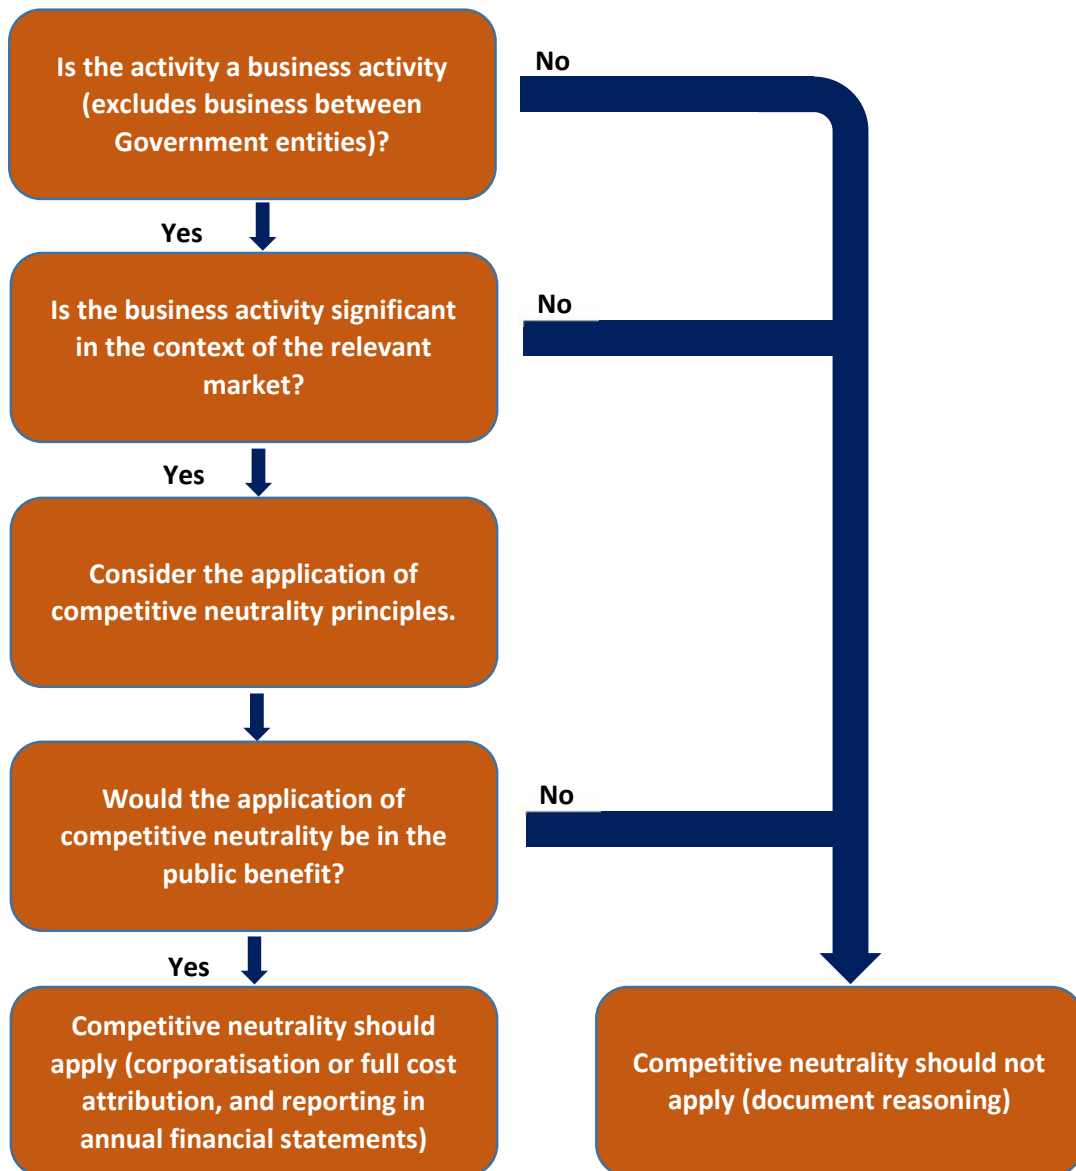 Is the activity a business activity
(excludes business between
Government entities)?
No
Yes
Is the business activity significant
in the context of the relevant
market?
No
Yes
Consider the application of
competitive neutrality principles.
Would the application of
competitive neutrality be in the
public benefit?
No
Yes
Competitive neutrality should
apply (corporatisation or full cost
attribution, and reporting in
annual financial statements)
Competitive neutrality should not
apply (document reasoning)